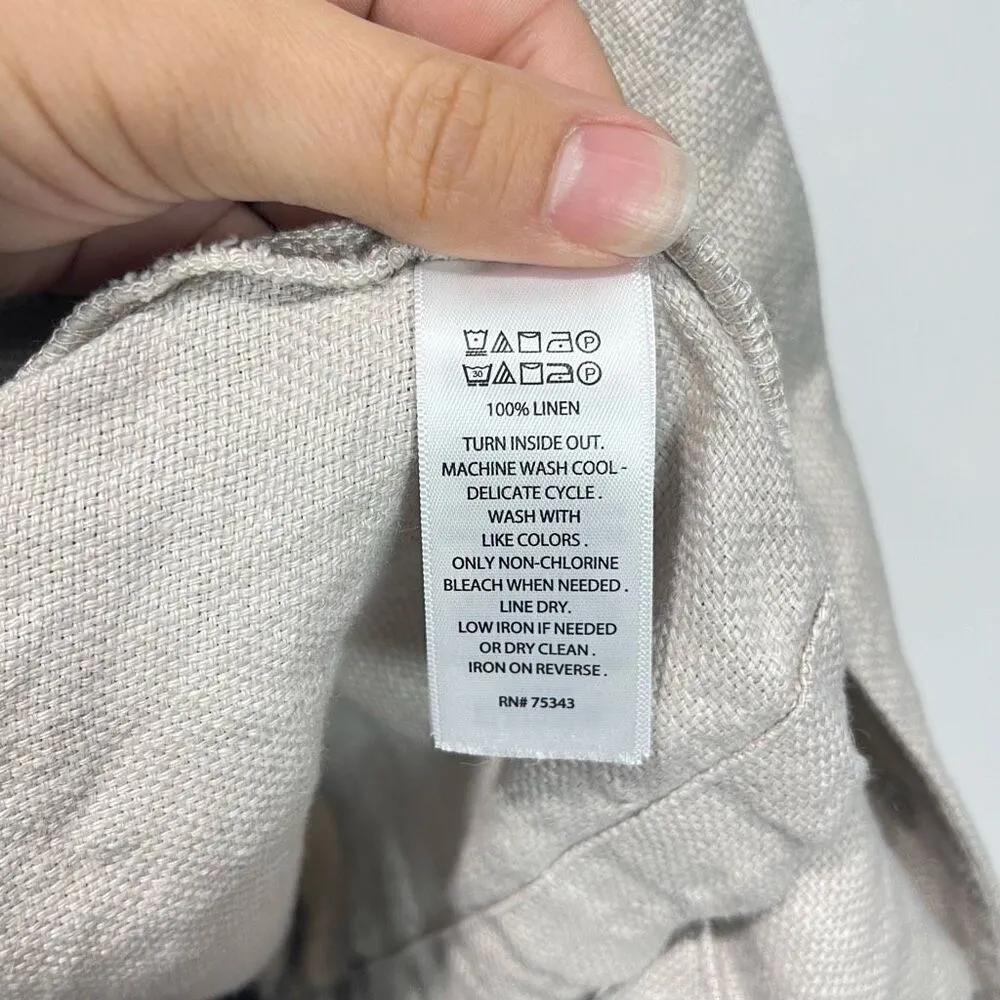 P
30 P
100% LINEN
TURN INSIDE OUT.
MACHINE WASH COOL -
DELICATE CYCLE .
WASH WITH
LIKE COLORS .
ONLY NON-CHLORINE
BLEACH WHEN NEEDED .
LINE DRY.
LOW IRON IF NEEDED
OR DRY CLEAN .
IRON ON REVERSE .
RN# 75343